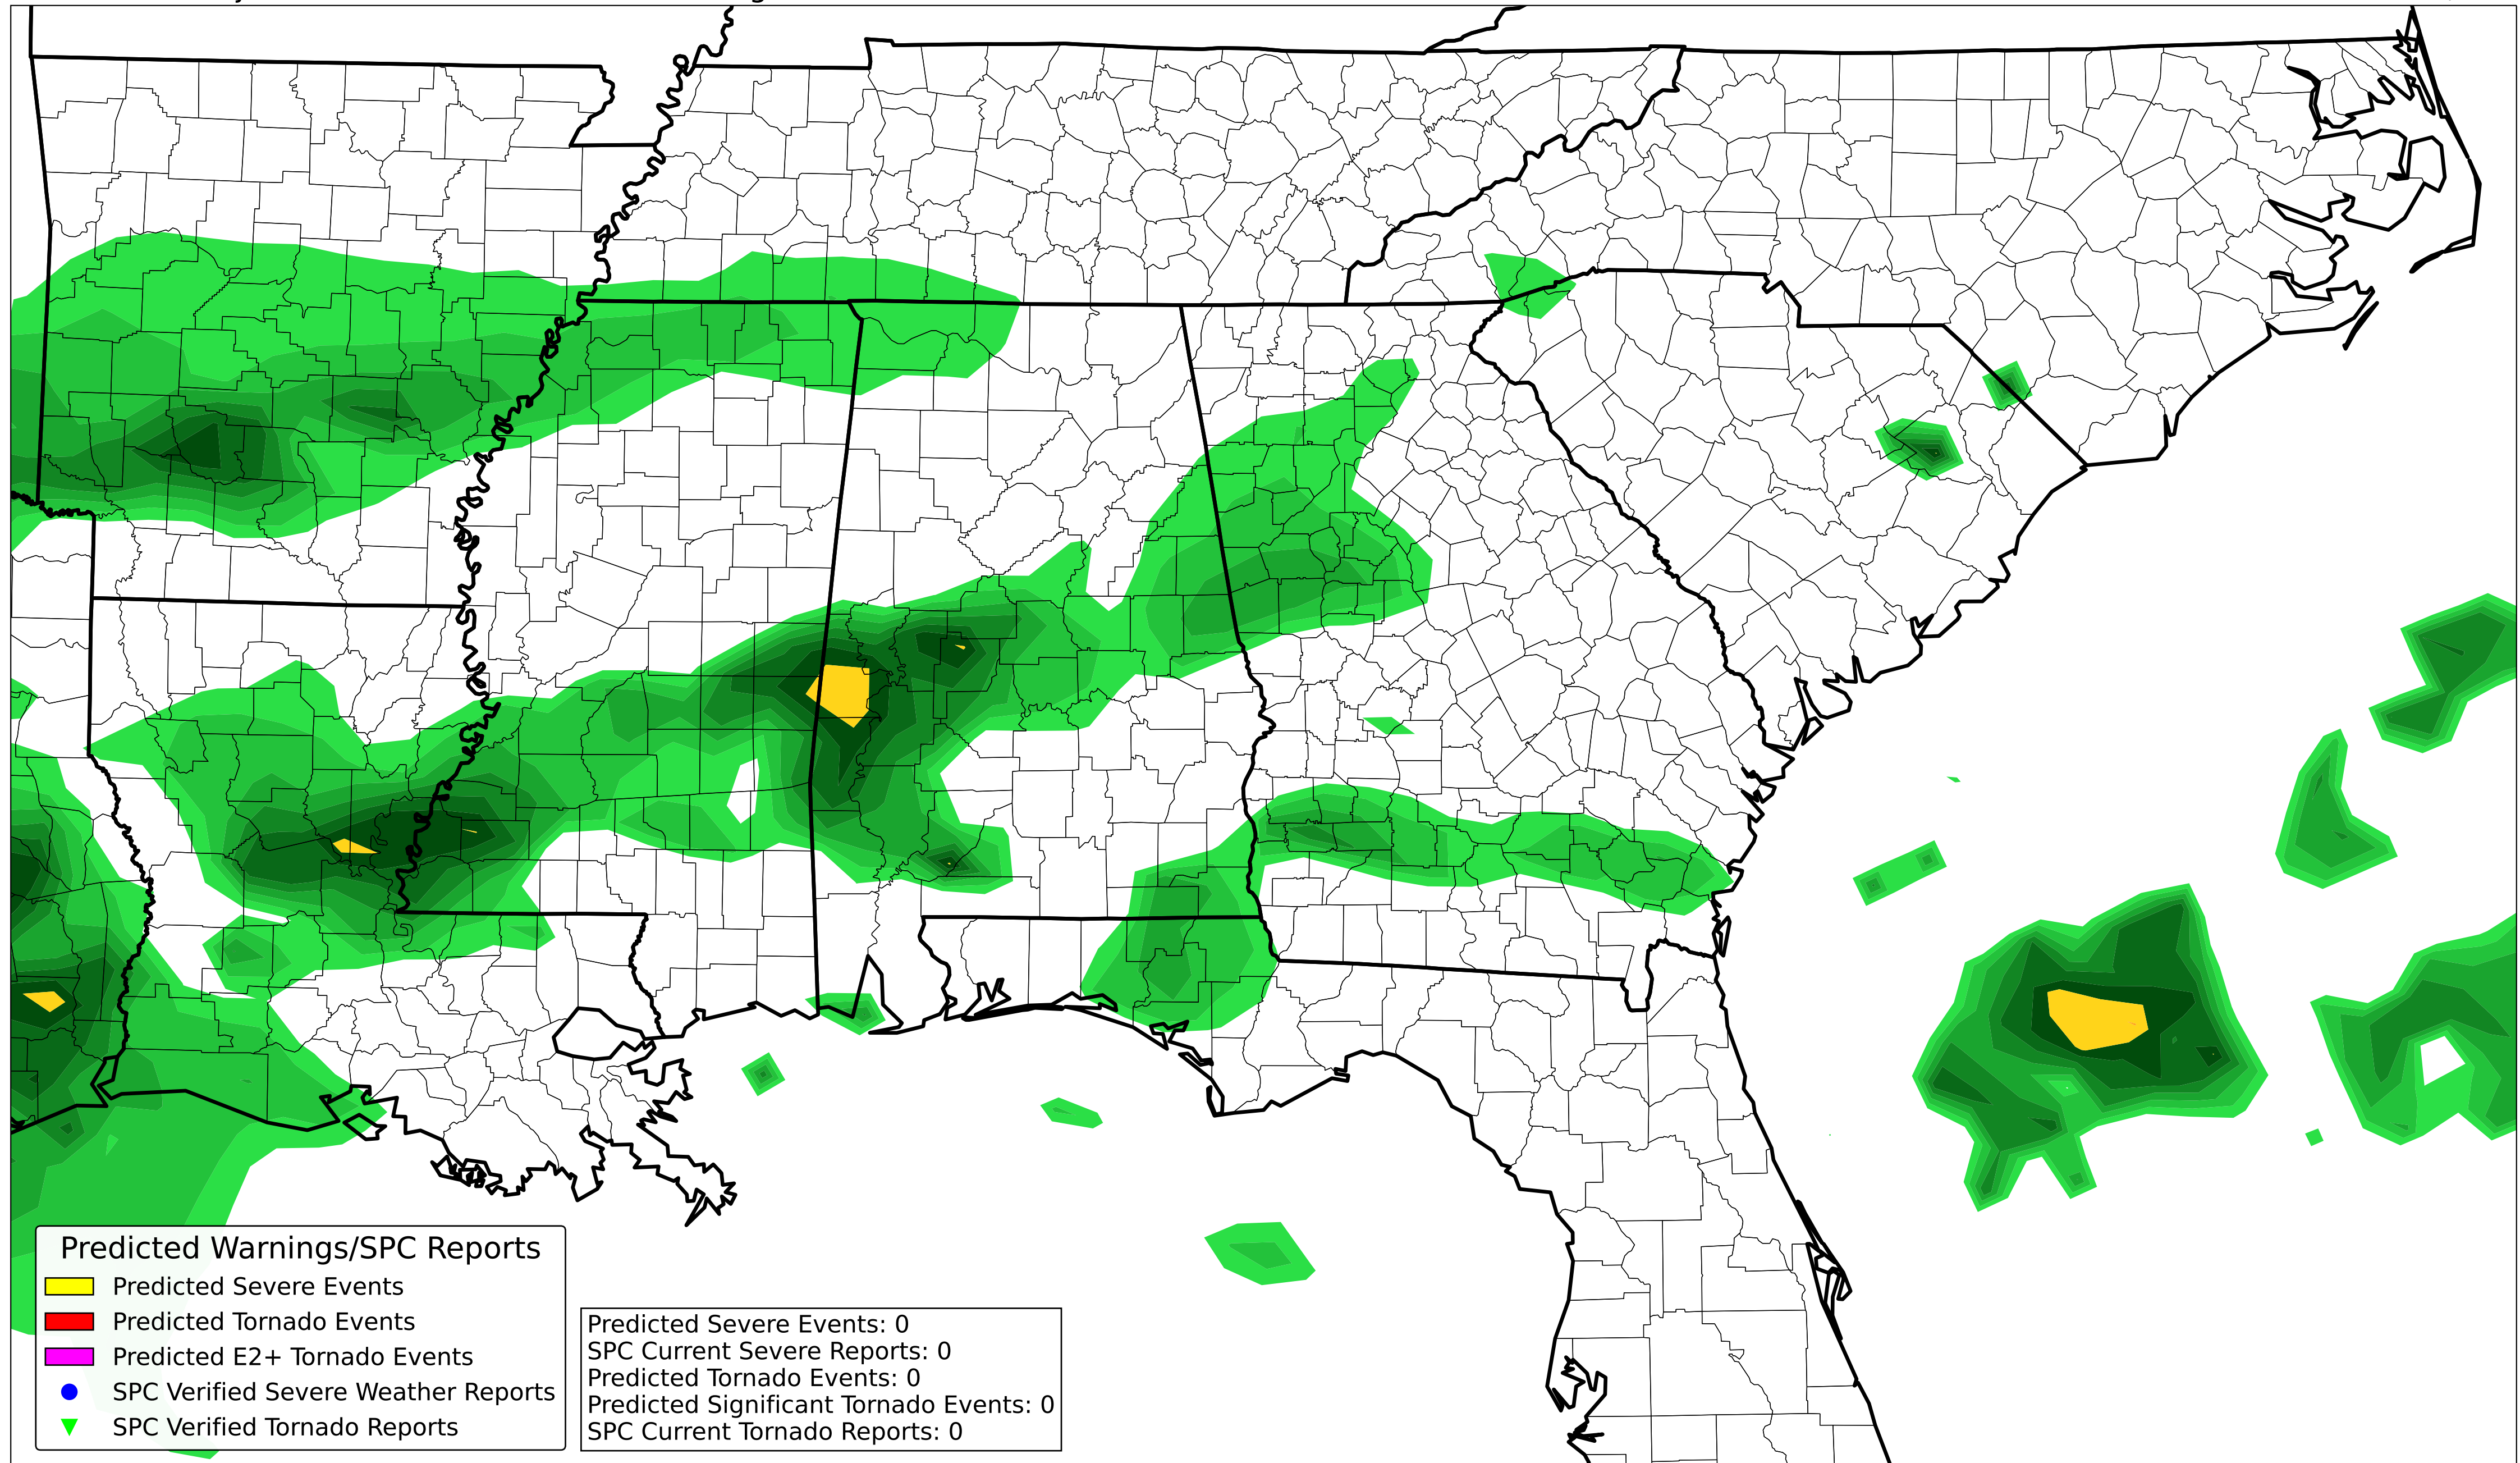 Predicted Warnings/SPC Reports
Predicted Severe Events
Predicted Tornado Events
Predicted E2+ Tornado Events
SPC Verified Severe Weather Reports
SPC Verified Tornado Reports
Predicted Severe Events: 0
SPC Current Severe Reports: 0
Predicted Tornado Events: 0
Predicted Significant Tornado Events: 0
SPC Current Tornado Reports: 0